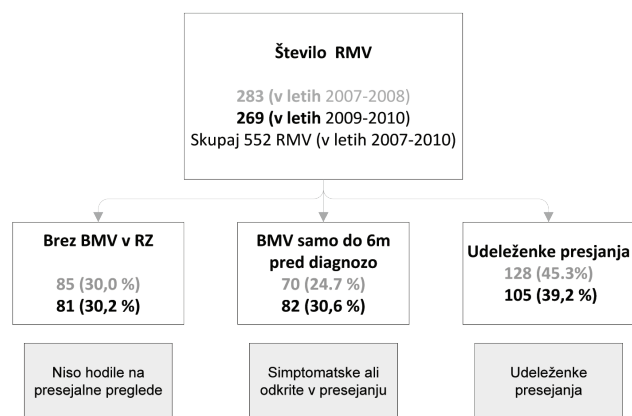 Število RMV
283 (v letih 2007-2008)
269 (v letih 2009-2010)
Skupaj 552 RMV (v letih 2007-2010)
Brez BMV v RZ
85 (30,0 %)
81 (30,2 %)
BMV samo do 6m
pred diagnozo
70 (24.7 %)
82 (30,6 %)
Udeleženke presjanja
128 (45.3%)
105 (39,2 %)
Niso hodile na
presejalne preglede
Simptomatske ali
odkrite v presejanju
Udeleženke
presejanja